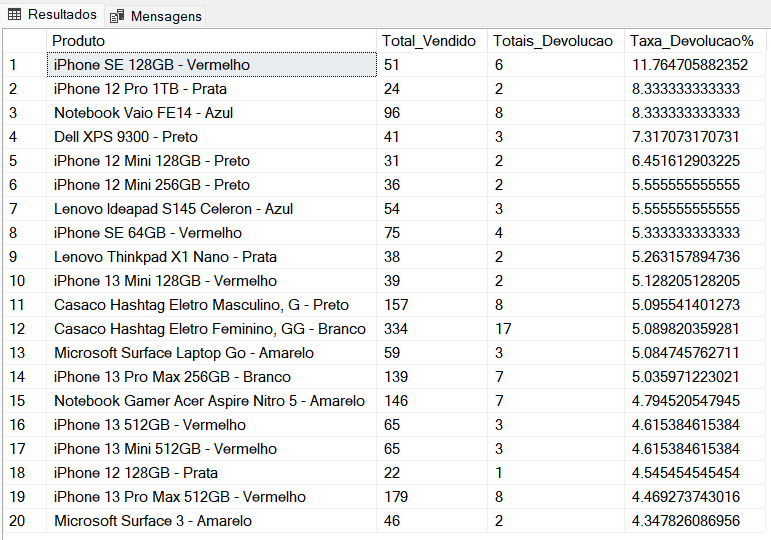 Resultados Mensagens
Produto Total_Vendido Totais_Devolucao Taxa_Devolucao%
1 iPhone SE 128GB - Vermelho 51 6 11.764705882352
2 iPhone 12 Pro 1TB - Prata 24 2 8.333333333333
3 Notebook Vaio FE14 - Azul 96 8 8.333333333333
4 Dell XPS 9300 - Preto 41 3 7.317073170731
5 iPhone 12 Mini 128GB - Preto 31 2 6.451612903225
6 iPhone 12 Mini 256GB - Preto 36 2 5.555555555555
7 Lenovo Ideapad S145 Celeron - Azul 54 3 5.555555555555
8 iPhone SE 64GB - Vermelho 75 4 5.333333333333
9 Lenovo Thinkpad X1 Nano - Prata 38 2 5.263157894736
10 iPhone 13 Mini 128GB - Vermelho 39 2 5.128205128205
11 Casaco Hashtag Eletro Masculino, G - Preto 157 8 5.095541401273
12 Casaco Hashtag Eletro Feminino, GG - Branco 334 17 5.089820359281
13 Microsoft Surface Laptop Go - Amarelo 59 3 5.084745762711
14 iPhone 13 Pro Max 256GB - Branco 139 7 5.035971223021
15 Notebook Gamer Acer Aspire Nitro 5 - Amarelo 146 7 4.794520547945
16 iPhone 13 512GB - Vermelho 65 3 4.615384615384
17 iPhone 13 Mini 512GB - Vermelho 65 3 4.615384615384
18 iPhone 12 128GB - Prata 22 1 4.545454545454
19 iPhone 13 Pro Max 512GB - Vermelho 179 8 4.469273743016
20 Microsoft Surface 3 - Amarelo 46 2 4.347826086956